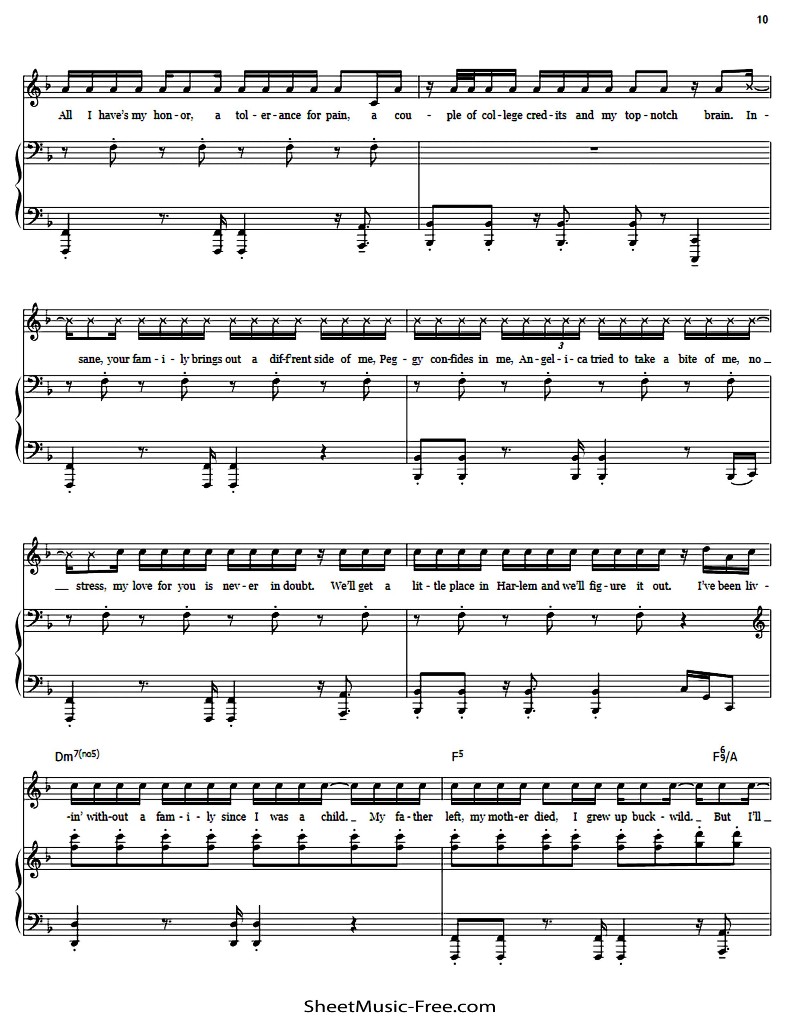 10
All I have's my hon - or, a tol - er - ance for pain, a cou - ple of col - lege cred - its and my top - notch brain. In -
sane, your fam - i - ly brings out a dif - f'rent side of me, Peg - gy con - fides in me, An - gel - i - ca tried to take a bite of me, no _
3
_ stress, my love for you is nev - er in doubt. We'll get a lit - tle place in Har - lem and we'll fig - ure it out. I've been liv -
Dm7(no5) F5 F6/9/A
-in' with - out a fam - i - ly since I was a child. _ My fa - ther left, my moth - er died, I grew up buck - wild. _ But I'll _
SheetMusic-Free.com